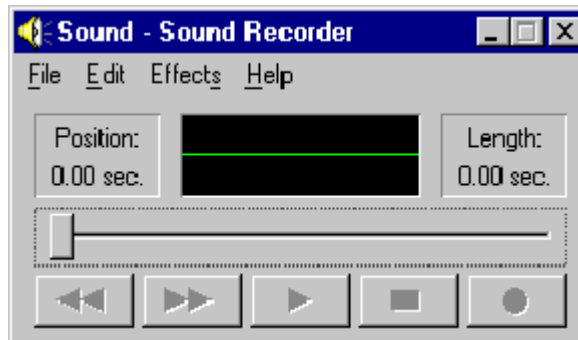 Sound - Sound Recorder
File Edit Effects Help
Position:
0.00 sec.
Length:
0.00 sec.